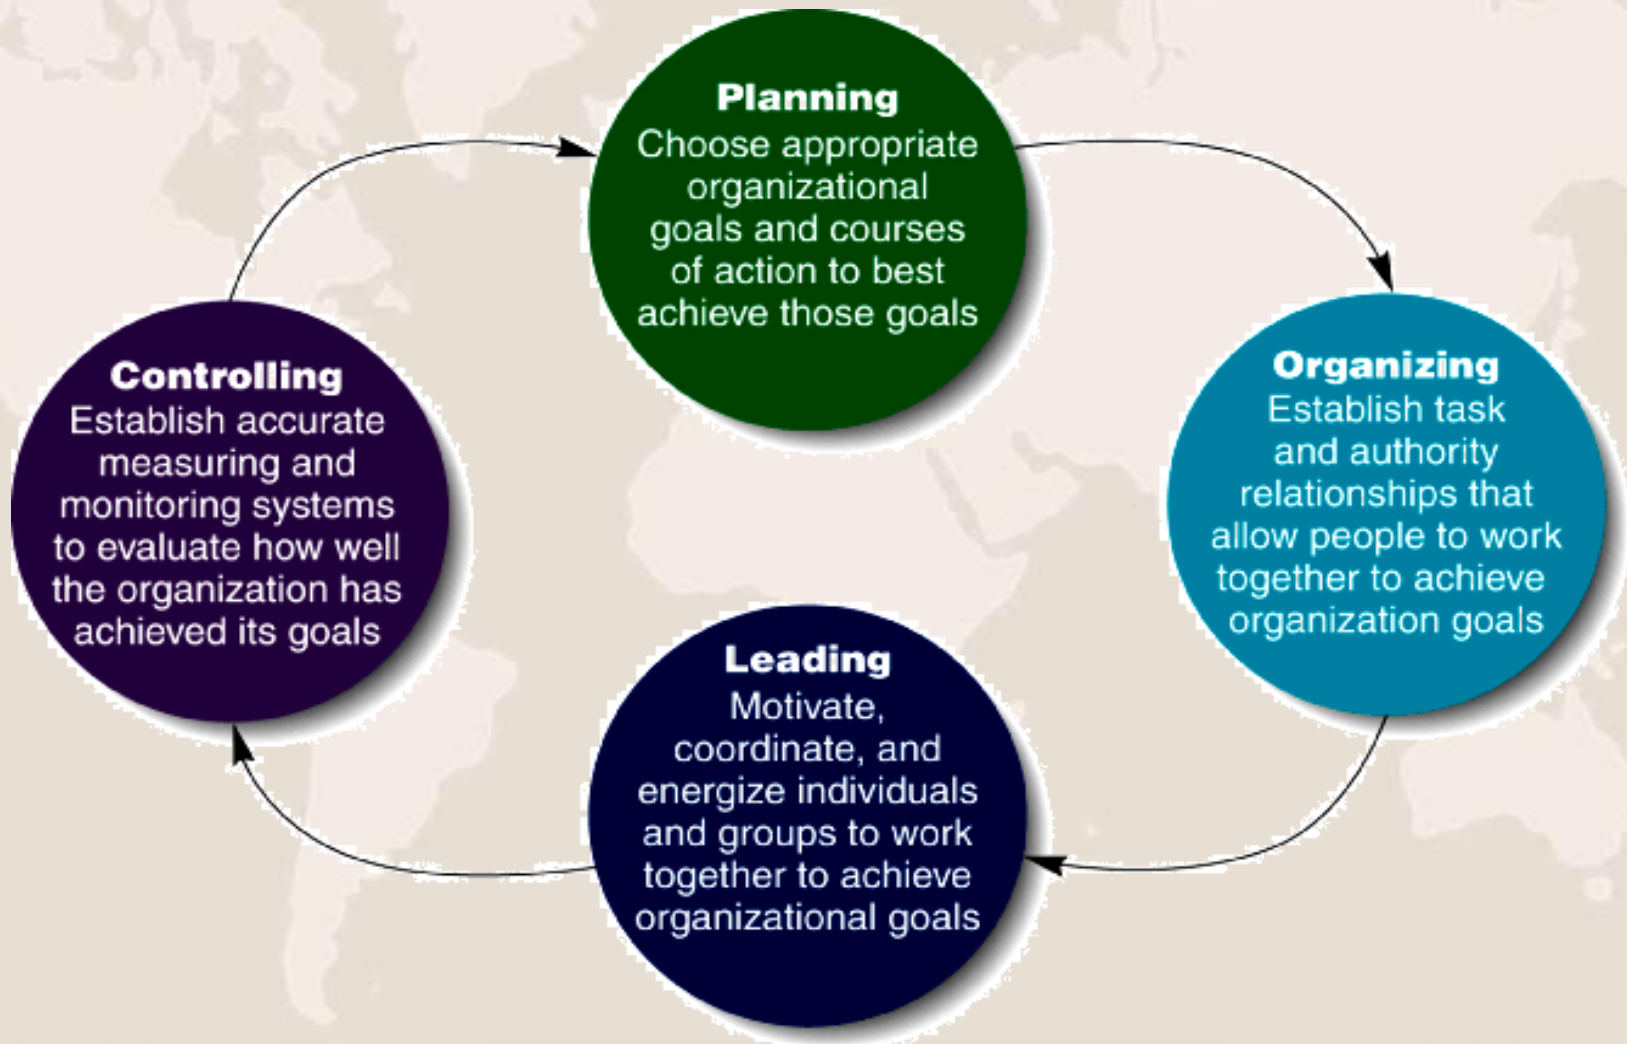 Planning
Choose appropriate
organizational
goals and courses
of action to best
achieve those goals
Organizing
Establish task
and authority
relationships that
allow people to work
together to achieve
organization goals
Leading
Motivate,
coordinate, and
energize individuals
and groups to work
together to achieve
organizational goals
Controlling
Establish accurate
measuring and
monitoring systems
to evaluate how well
the organization has
achieved its goals